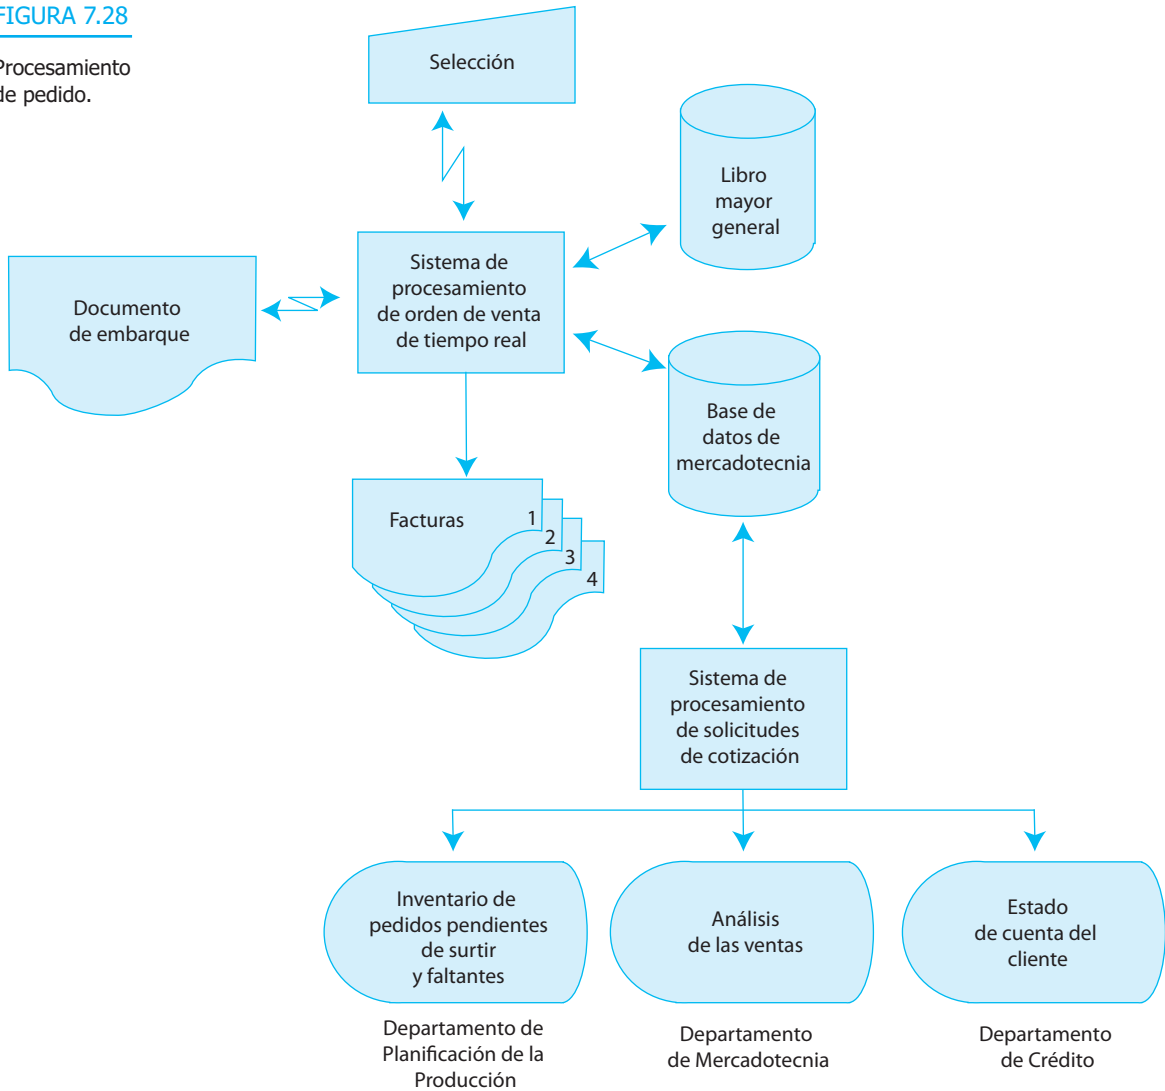 FIGURA 7.28
Procesamiento
de pedido.
Selección
Libro
mayor
general
Sistema de
procesamiento
de orden de venta
de tiempo real
Documento
de embarque
Base de
datos de
mercadotecnia
Facturas
1
2
3
4
Sistema de
procesamiento
de solicitudes
de cotización
Inventario de
pedidos pendientes
de surtir
y faltantes
Análisis
de las ventas
Estado
de cuenta del
cliente
Departamento de
Planificación de la
Producción
Departamento
de Mercadotecnia
Departamento
de Crédito